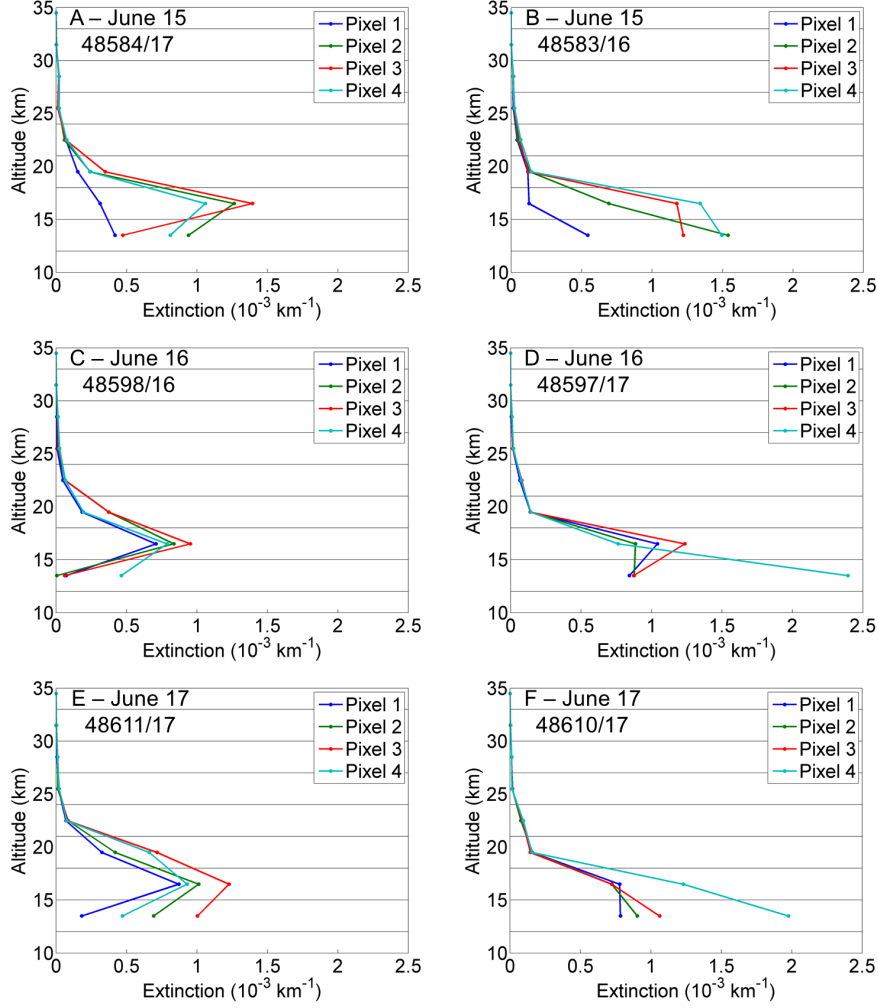 A – June 15
48584/17
Pixel 1
Pixel 2
Pixel 3
Pixel 4
35
30
25
20
15
10
Altitude (km)
0 0.5 1 1.5 2 2.5
Extinction (10⁻³ km⁻¹)
B – June 15
48583/16
Pixel 1
Pixel 2
Pixel 3
Pixel 4
35
30
25
20
15
10
Altitude (km)
0 0.5 1 1.5 2 2.5
Extinction (10⁻³ km⁻¹)
C – June 16
48598/16
Pixel 1
Pixel 2
Pixel 3
Pixel 4
35
30
25
20
15
10
Altitude (km)
0 0.5 1 1.5 2 2.5
Extinction (10⁻³ km⁻¹)
D – June 16
48597/17
Pixel 1
Pixel 2
Pixel 3
Pixel 4
35
30
25
20
15
10
Altitude (km)
0 0.5 1 1.5 2 2.5
Extinction (10⁻³ km⁻¹)
E – June 17
48611/17
Pixel 1
Pixel 2
Pixel 3
Pixel 4
35
30
25
20
15
10
Altitude (km)
0 0.5 1 1.5 2 2.5
Extinction (10⁻³ km⁻¹)
F – June 17
48610/17
Pixel 1
Pixel 2
Pixel 3
Pixel 4
35
30
25
20
15
10
Altitude (km)
0 0.5 1 1.5 2 2.5
Extinction (10⁻³ km⁻¹)